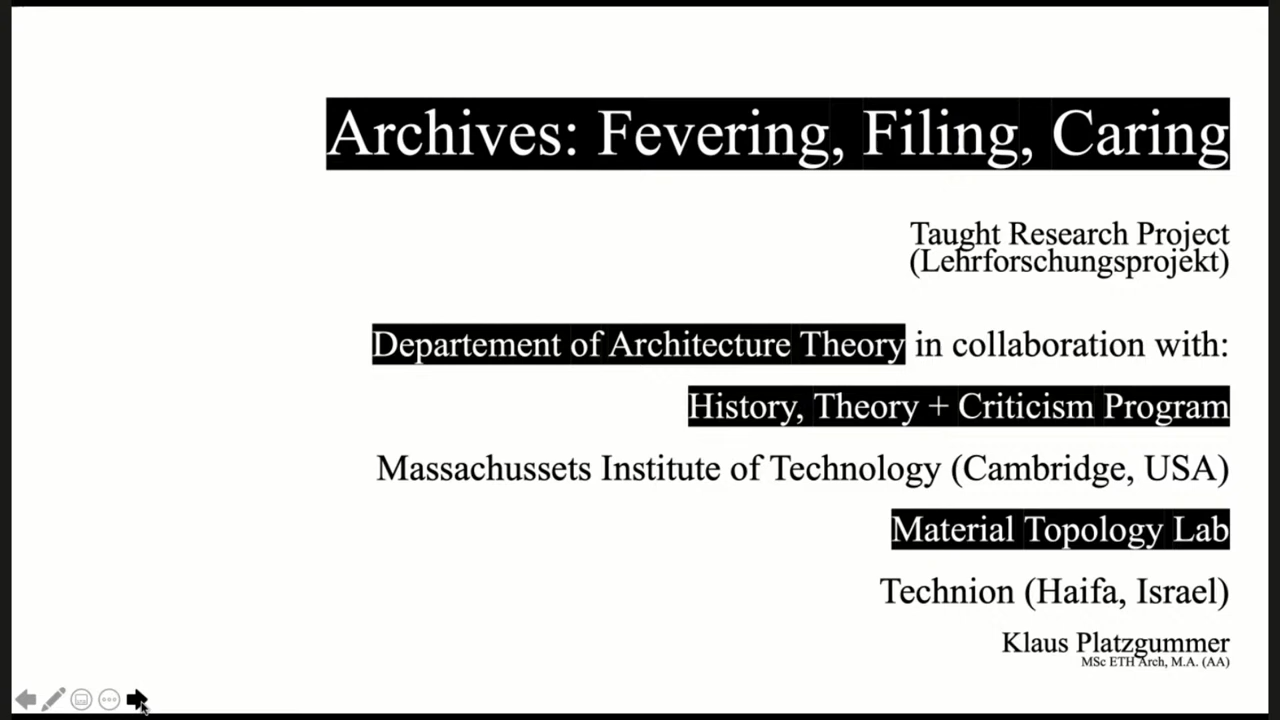 Archives: Fevering, Filing, Caring
Taught Research Project
(Lehrforschungsprojekt)
Departement of Architecture Theory in collaboration with:
History, Theory + Criticism Program
Massachussets Institute of Technology (Cambridge, USA)
Material Topology Lab
Technion (Haifa, Israel)
Klaus Platzgummer
MSc ETH Arch, M.A. (AA)